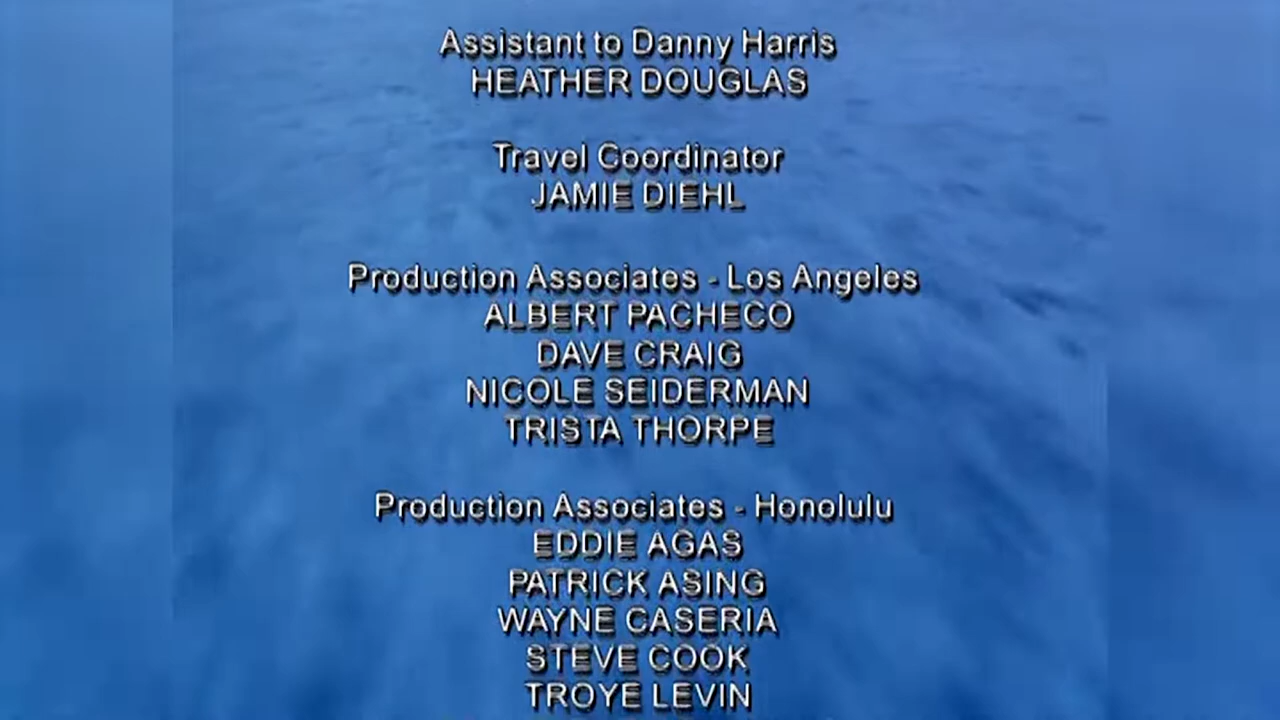 Assistant to Danny Harris
HEATHER DOUGLAS
Travel Coordinator
JAMIE DIEHL
Production Associates - Los Angeles
ALBERT PACHECO
DAVE CRAIG
NICOLE SEIDERMAN
TRISTA THORPE
Production Associates - Honolulu
EDDIE AGAS
PATRICK ASING
WAYNE CASERIA
STEVE COOK
TROYE LEVIN